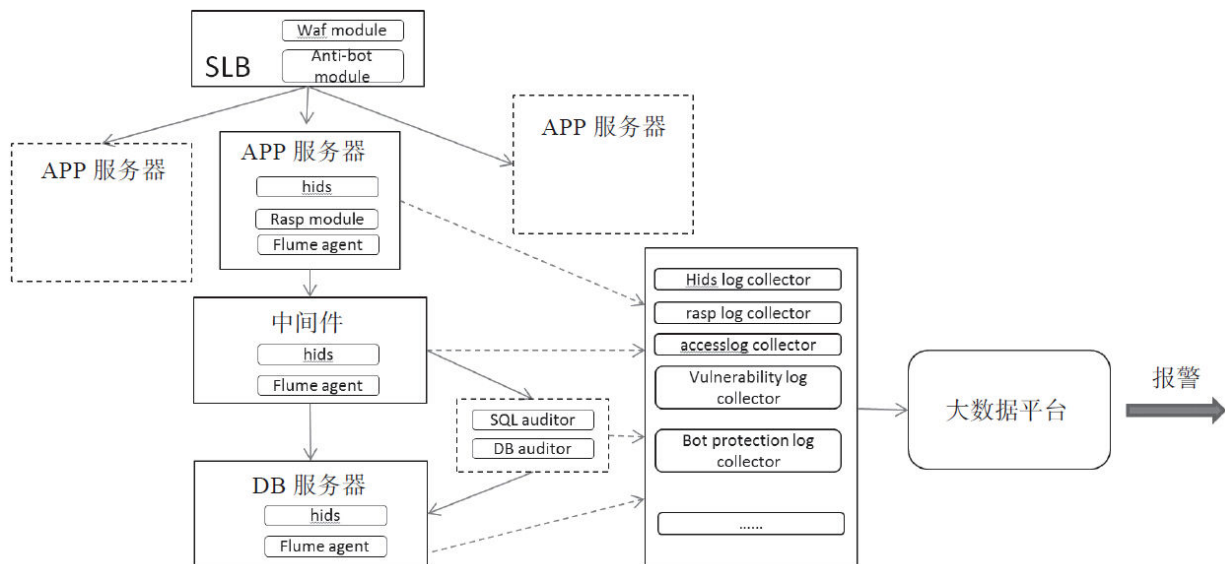 Waf module
SLB
Anti-bot
module
APP 服务器
APP 服务器
hids
Rasp module
Flume agent
APP 服务器
中间件
hids
Flume agent
SQL auditor
DB auditor
DB 服务器
hids
Flume agent
Hids log collector
rasp log collector
accesslog collector
Vulnerability log
collector
Bot protection log
collector
......
大数据平台
报警